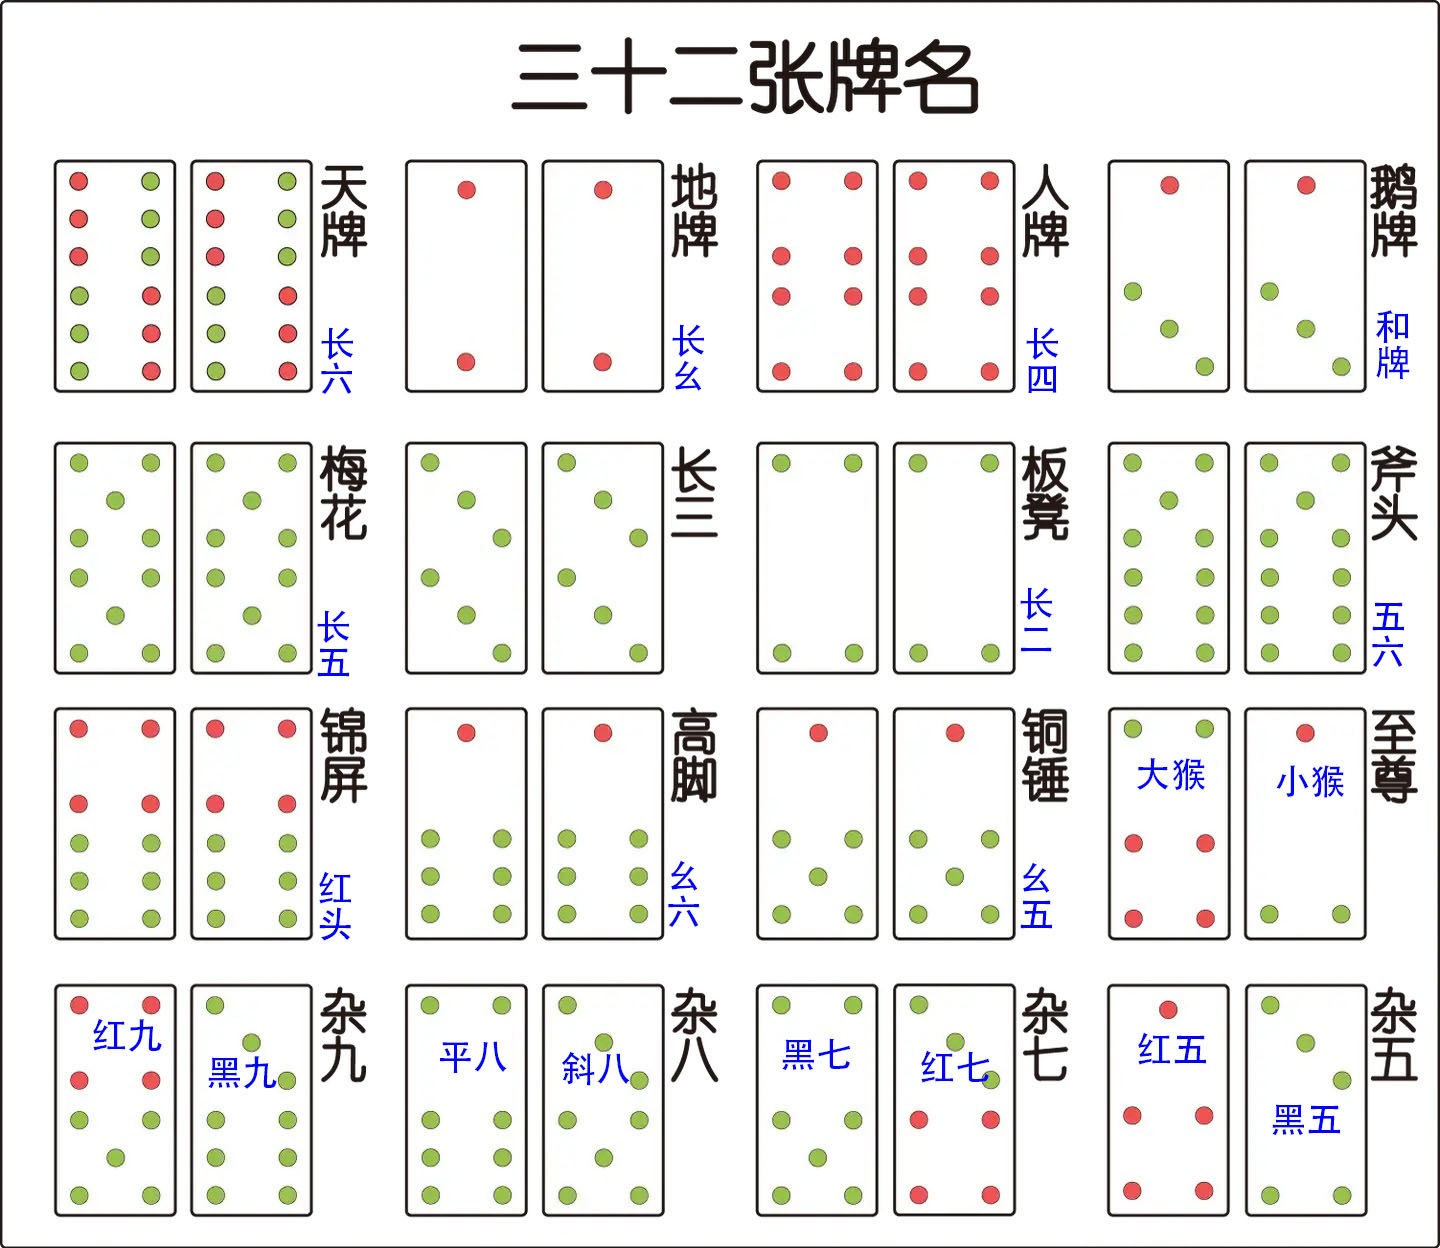 三十二张牌名
天牌
长六
地牌
长幺
人牌
长四
鹅牌
和牌
梅花
长五
长三
板凳
长二
斧头
五六
锦屏
红头
高脚
幺六
铜锤
幺五
大猴
小猴
至尊
红九
黑九
杂九
平八
斜八
杂八
黑七
红七
杂七
红五
黑五
杂五